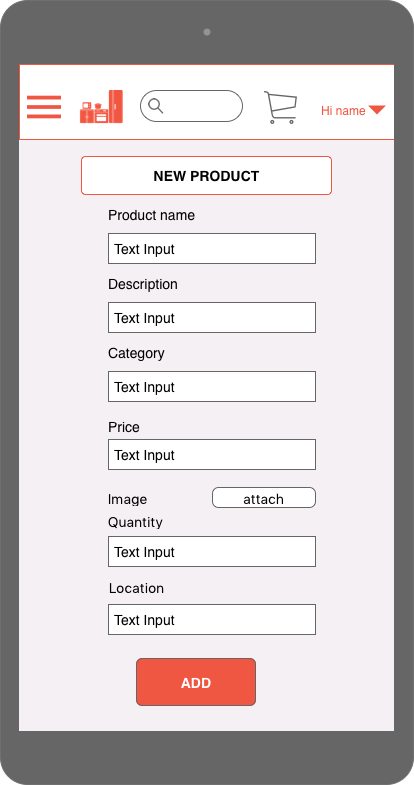 Hi name
NEW PRODUCT
Product name
Text Input
Description
Text Input
Category
Text Input
Price
Text Input
Image
attach
Quantity
Text Input
Location
Text Input
ADD